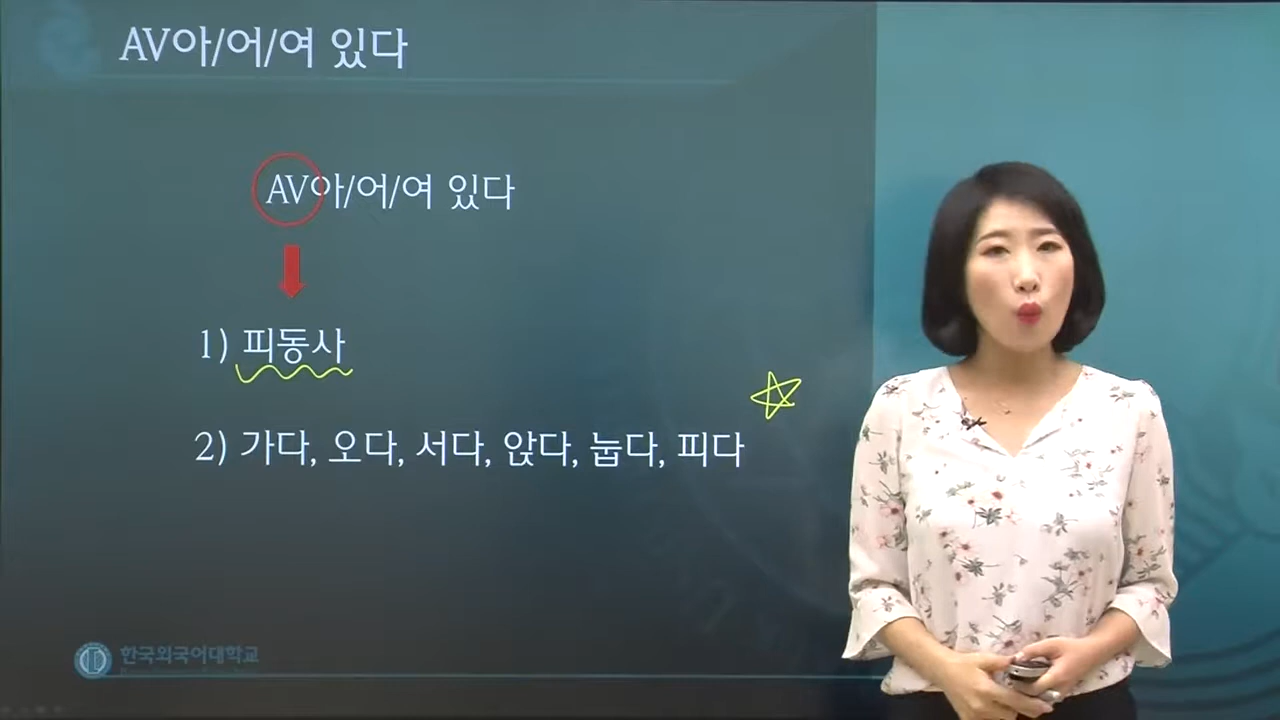 AV아/어/여 있다
AV아/어/여 있다
1) 피동사
2) 가다, 오다, 서다, 앉다, 눕다, 피다
한국외국어대학교